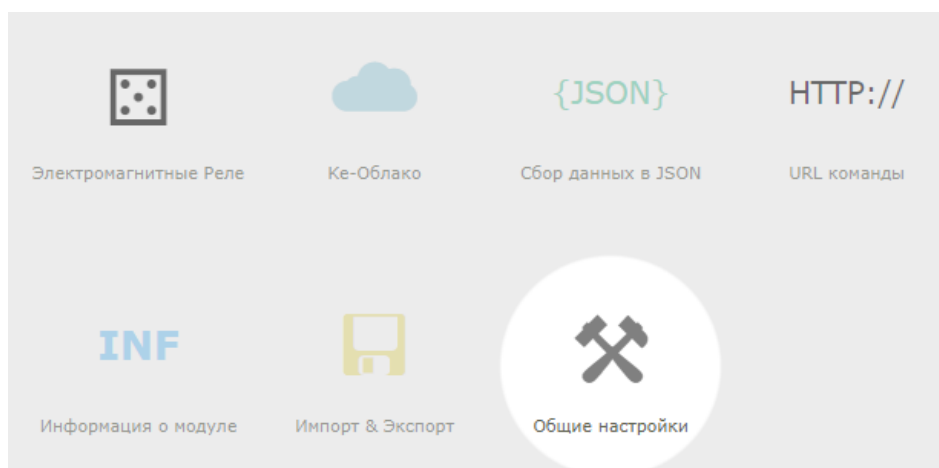 {JSON}
HTTP://
Электромагнитные Реле
Ке-Облако
Сбор данных в JSON
URL команды
INF
Информация о модуле
Импорт & Экспорт
Общие настройки